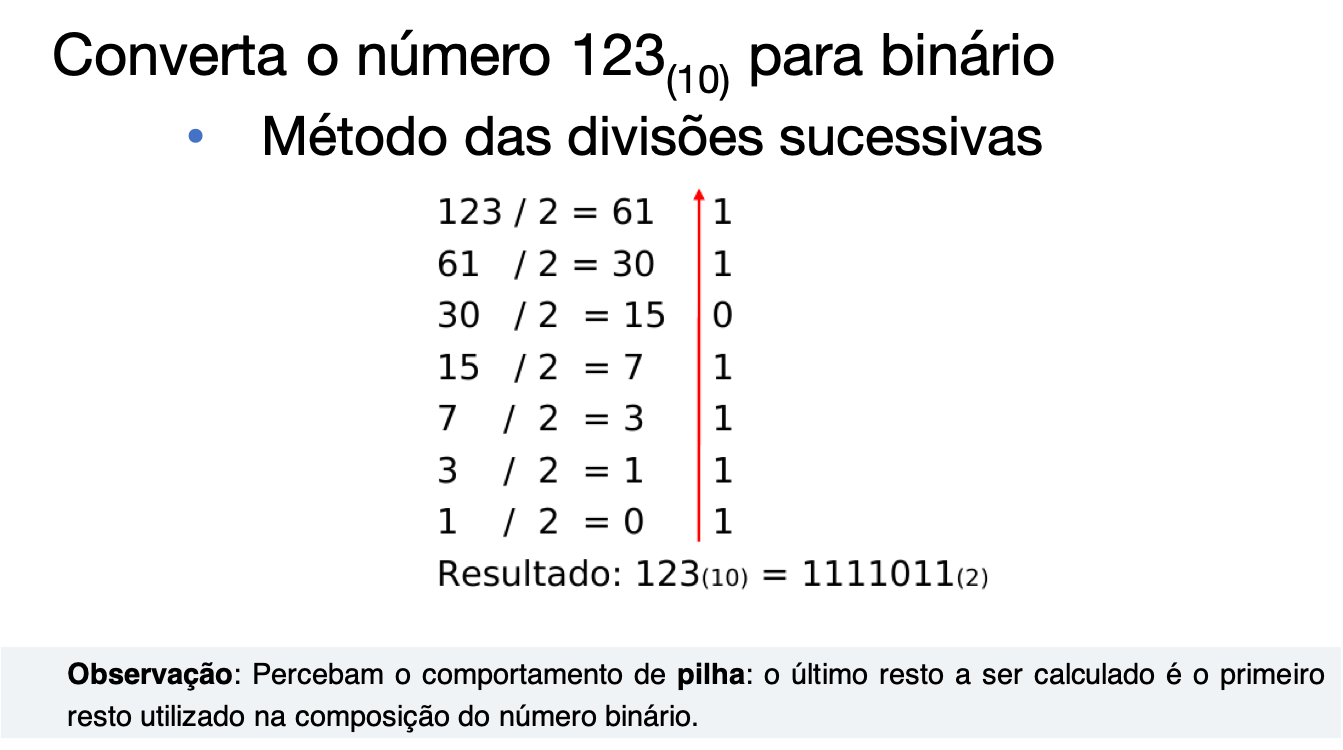 Converta o número 123(10) para binário
• Método das divisões sucessivas
123 / 2 = 61 1
61 / 2 = 30 1
30 / 2 = 15 0
15 / 2 = 7 1
7 / 2 = 3 1
3 / 2 = 1 1
1 / 2 = 0 1
Resultado: 123(10) = 1111011(2)
Observação: Percebam o comportamento de pilha: o último resto a ser calculado é o primeiro
resto utilizado na composição do número binário.